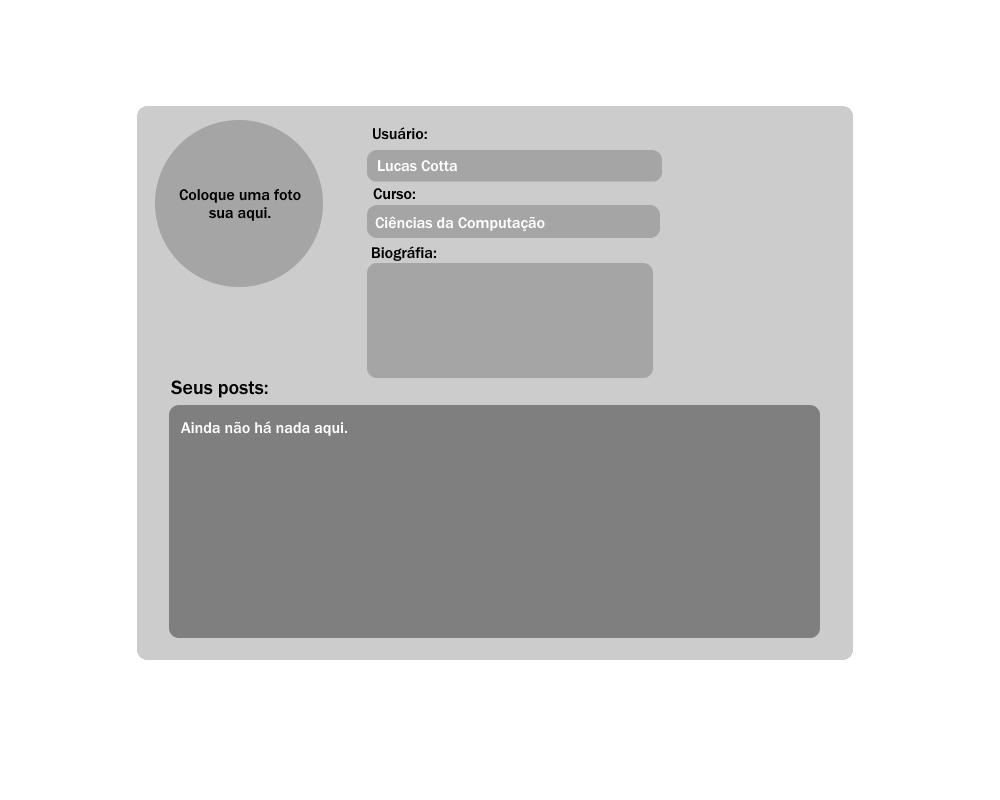 Usuário:
Lucas Cotta
Coloque uma foto
sua aqui.
Curso:
Ciências da Computação
Biográfia:
Seus posts:
Ainda não há nada aqui.